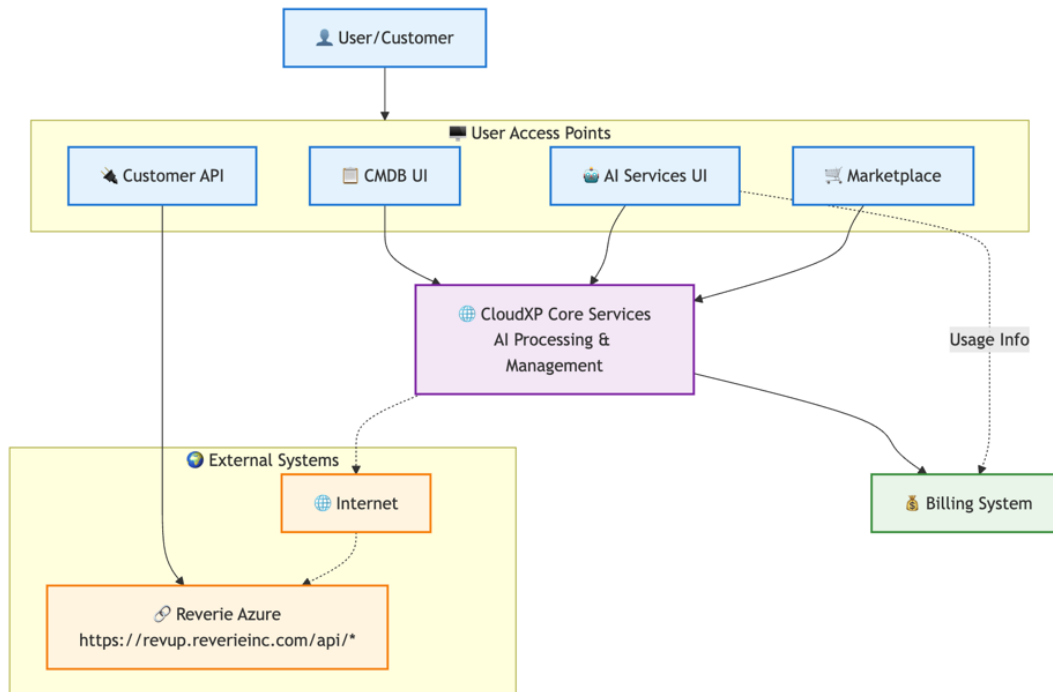 👤 User/Customer
🖥️ User Access Points
🔌 Customer API
📋 CMDB UI
🤖 AI Services UI
🛒 Marketplace
🌐 CloudXP Core Services
AI Processing &
Management
Usage Info
🌍 External Systems
🌐 Internet
💰 Billing System
🔗 Reverie Azure
https://revup.reverieinc.com/api/*